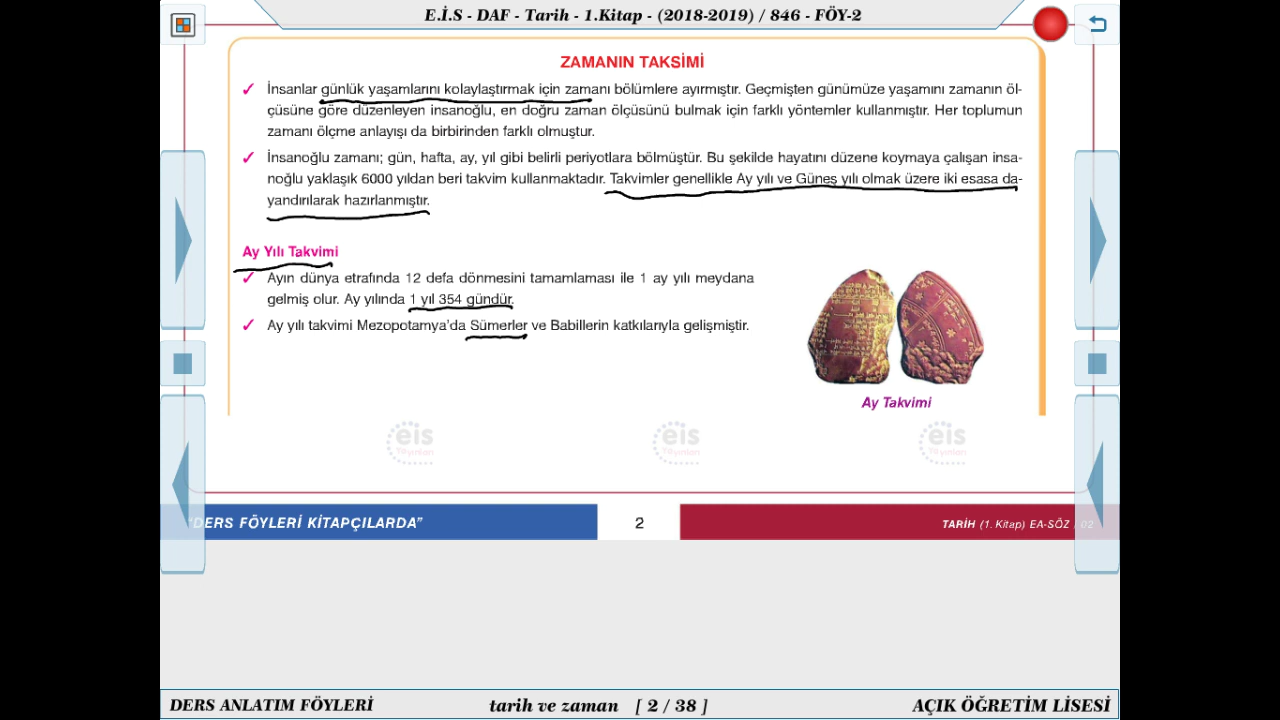 E.İ.S - DAF - Tarih - 1.Kitap - (2018-2019) / 846 - FÖY-2
ZAMANIN TAKSİMİ
✓ İnsanlar günlük yaşamlarını kolaylaştırmak için zamanı bölümlere ayırmıştır. Geçmişten günümüze yaşamını zamanın öl-
çüsüne göre düzenleyen insanoğlu, en doğru zaman ölçüsünü bulmak için farklı yöntemler kullanmıştır. Her toplumun
zamanı ölçme anlayışı da birbirinden farklı olmuştur.
✓ İnsanoğlu zamanı; gün, hafta, ay, yıl gibi belirli periyotlara bölmüştür. Bu şekilde hayatını düzene koymaya çalışan insa-
noğlu yaklaşık 6000 yıldan beri takvim kullanmaktadır. Takvimler genellikle Ay yılı ve Güneş yılı olmak üzere iki esasa da-
yandırılarak hazırlanmıştır.
Ay Yılı Takvimi
✓ Ayın dünya etrafında 12 defa dönmesini tamamlaması ile 1 ay yılı meydana
gelmiş olur. Ay yılında 1 yıl 354 gündür.
✓ Ay yılı takvimi Mezopotamya'da Sümerler ve Babillerin katkılarıyla gelişmiştir.
Ay Takvimi
eis Yayınları
eis Yayınları
eis Yayınları
"DERS FÖYLERİ KİTAPÇILARDA"
2
TARİH (1. Kitap) EA-SÖZ / 02
DERS ANLATIM FÖYLERİ
tarih ve zaman [ 2 / 38 ]
AÇIK ÖĞRETİM LİSESİ